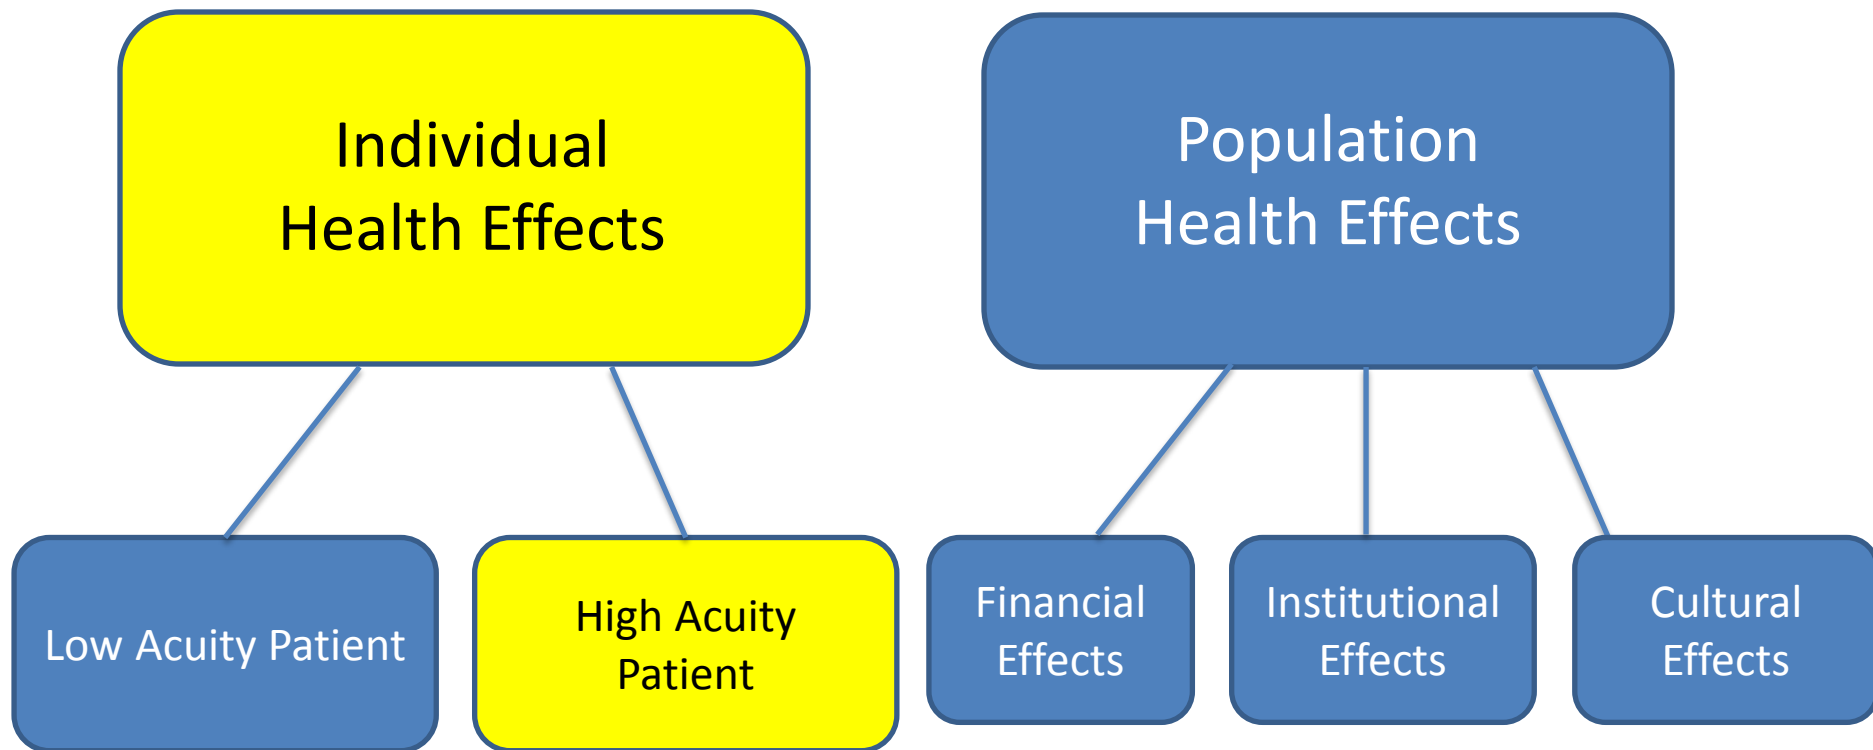 Individual
Health Effects
Population
Health Effects
Low Acuity Patient
High Acuity
Patient
Financial
Effects
Institutional
Effects
Cultural
Effects